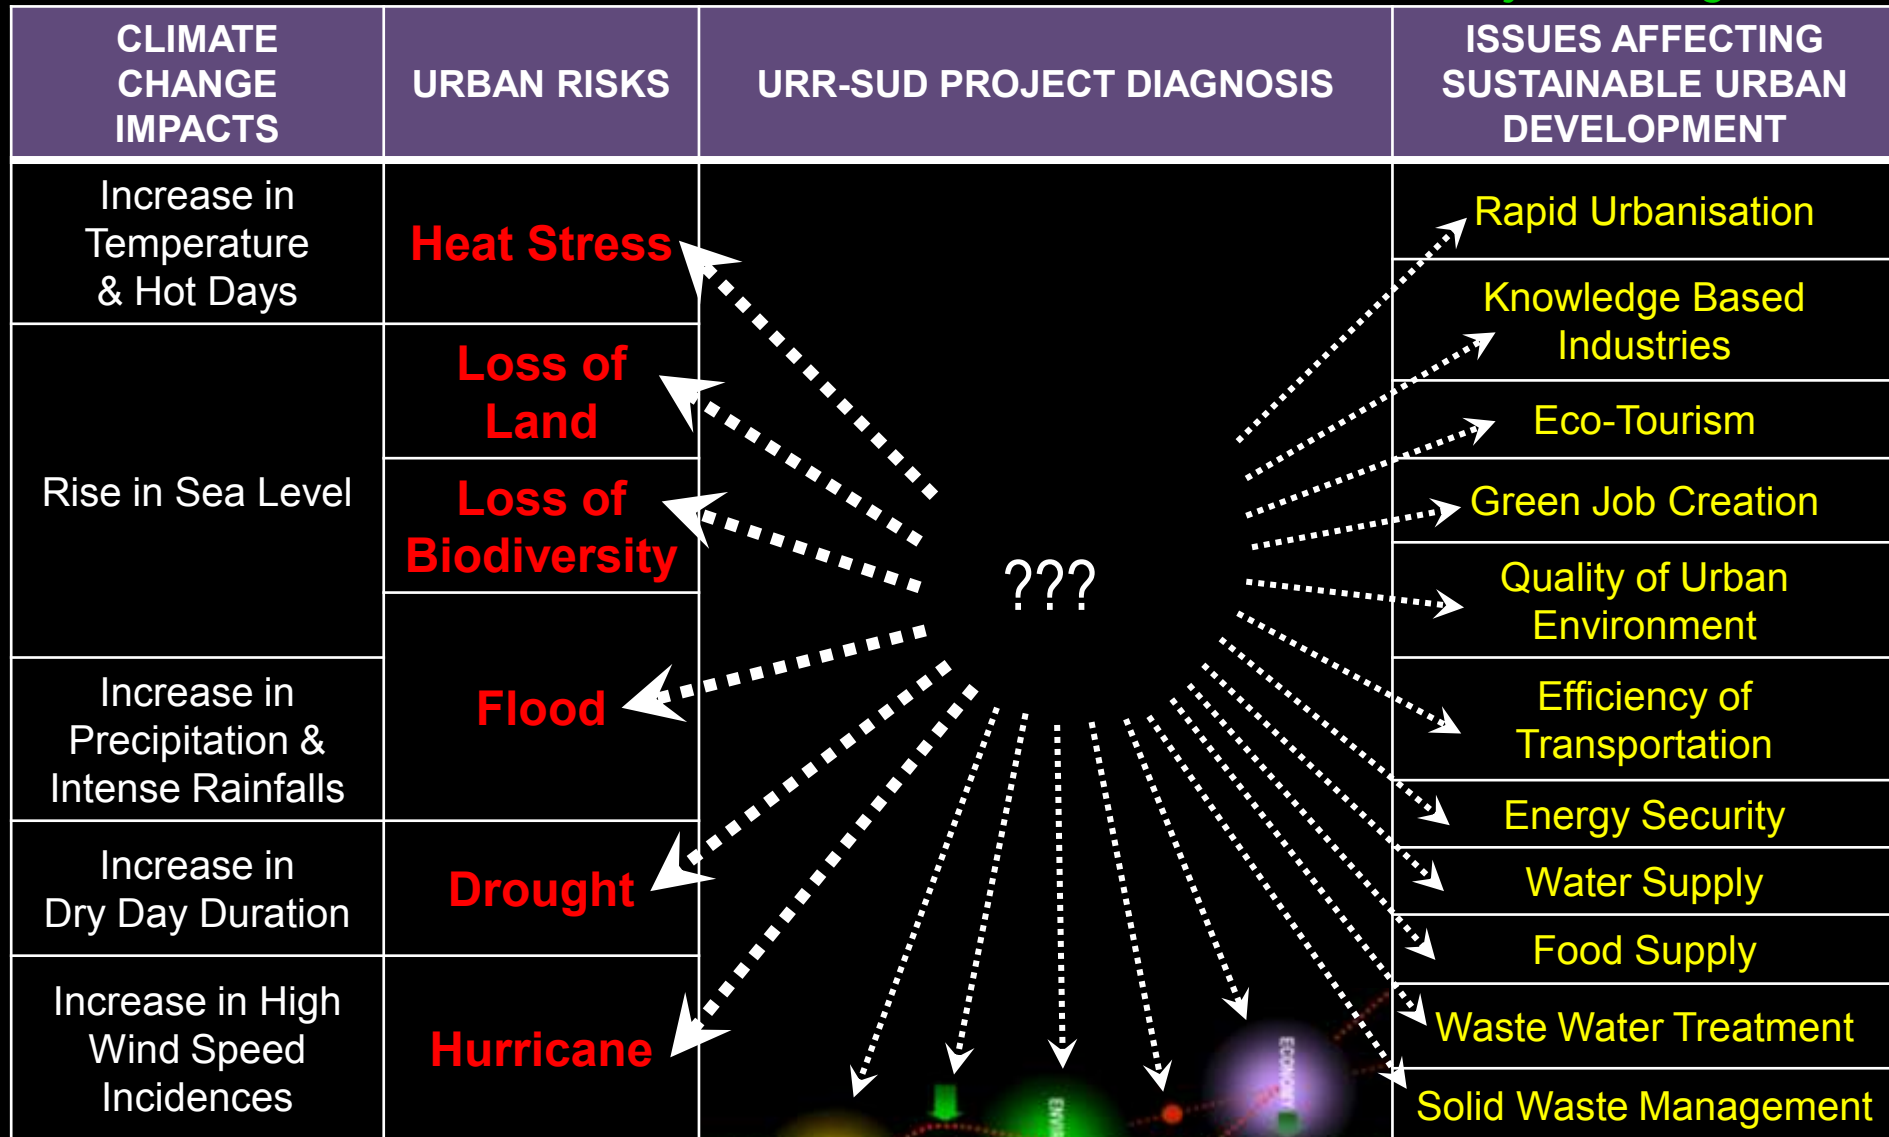 CLIMATE
CHANGE
IMPACTS
URBAN RISKS
URR-SUD PROJECT DIAGNOSIS
ISSUES AFFECTING
SUSTAINABLE URBAN
DEVELOPMENT
Increase in
Temperature
& Hot Days
Rise in Sea Level
Increase in
Precipitation &
Intense Rainfalls
Increase in
Dry Day Duration
Increase in High
Wind Speed
Incidences
Heat Stress
Loss of
Land
Loss of
Biodiversity
Flood
Drought
Hurricane
???
ECONOMY
Rapid Urbanisation
Knowledge Based
Industries
Eco-Tourism
Green Job Creation
Quality of Urban
Environment
Efficiency of
Transportation
Energy Security
Water Supply
Food Supply
Waste Water Treatment
Solid Waste Management